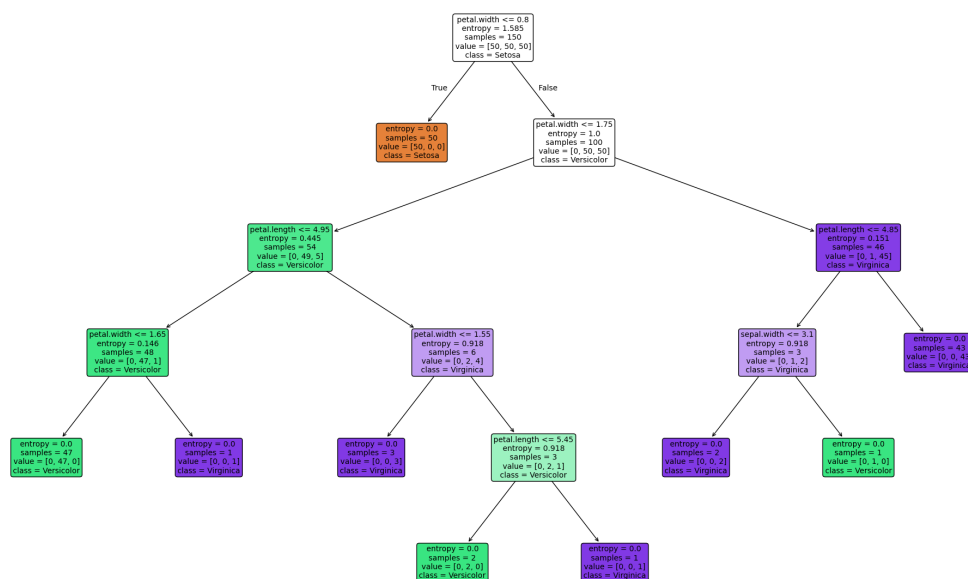 petal.width <= 0.8
entropy = 1.585
samples = 150
value = [50, 50, 50]
class = Setosa
True
False
entropy = 0.0
samples = 50
value = [50, 0, 0]
class = Setosa
petal.width <= 1.75
entropy = 1.0
samples = 100
value = [0, 50, 50]
class = Versicolor
petal.length <= 4.95
entropy = 0.445
samples = 54
value = [0, 49, 5]
class = Versicolor
petal.length <= 4.85
entropy = 0.151
samples = 46
value = [0, 1, 45]
class = Virginica
petal.width <= 1.65
entropy = 0.146
samples = 48
value = [0, 47, 1]
class = Versicolor
petal.width <= 1.55
entropy = 0.918
samples = 6
value = [0, 2, 4]
class = Virginica
sepal.width <= 3.1
entropy = 0.918
samples = 3
value = [0, 1, 2]
class = Virginica
entropy = 0.0
samples = 43
value = [0, 0, 43]
class = Virginica
entropy = 0.0
samples = 47
value = [0, 47, 0]
class = Versicolor
entropy = 0.0
samples = 1
value = [0, 0, 1]
class = Virginica
entropy = 0.0
samples = 3
value = [0, 0, 3]
class = Virginica
petal.length <= 5.45
entropy = 0.918
samples = 3
value = [0, 2, 1]
class = Versicolor
entropy = 0.0
samples = 2
value = [0, 0, 2]
class = Virginica
entropy = 0.0
samples = 1
value = [0, 1, 0]
class = Versicolor
entropy = 0.0
samples = 2
value = [0, 2, 0]
class = Versicolor
entropy = 0.0
samples = 1
value = [0, 0, 1]
class = Virginica